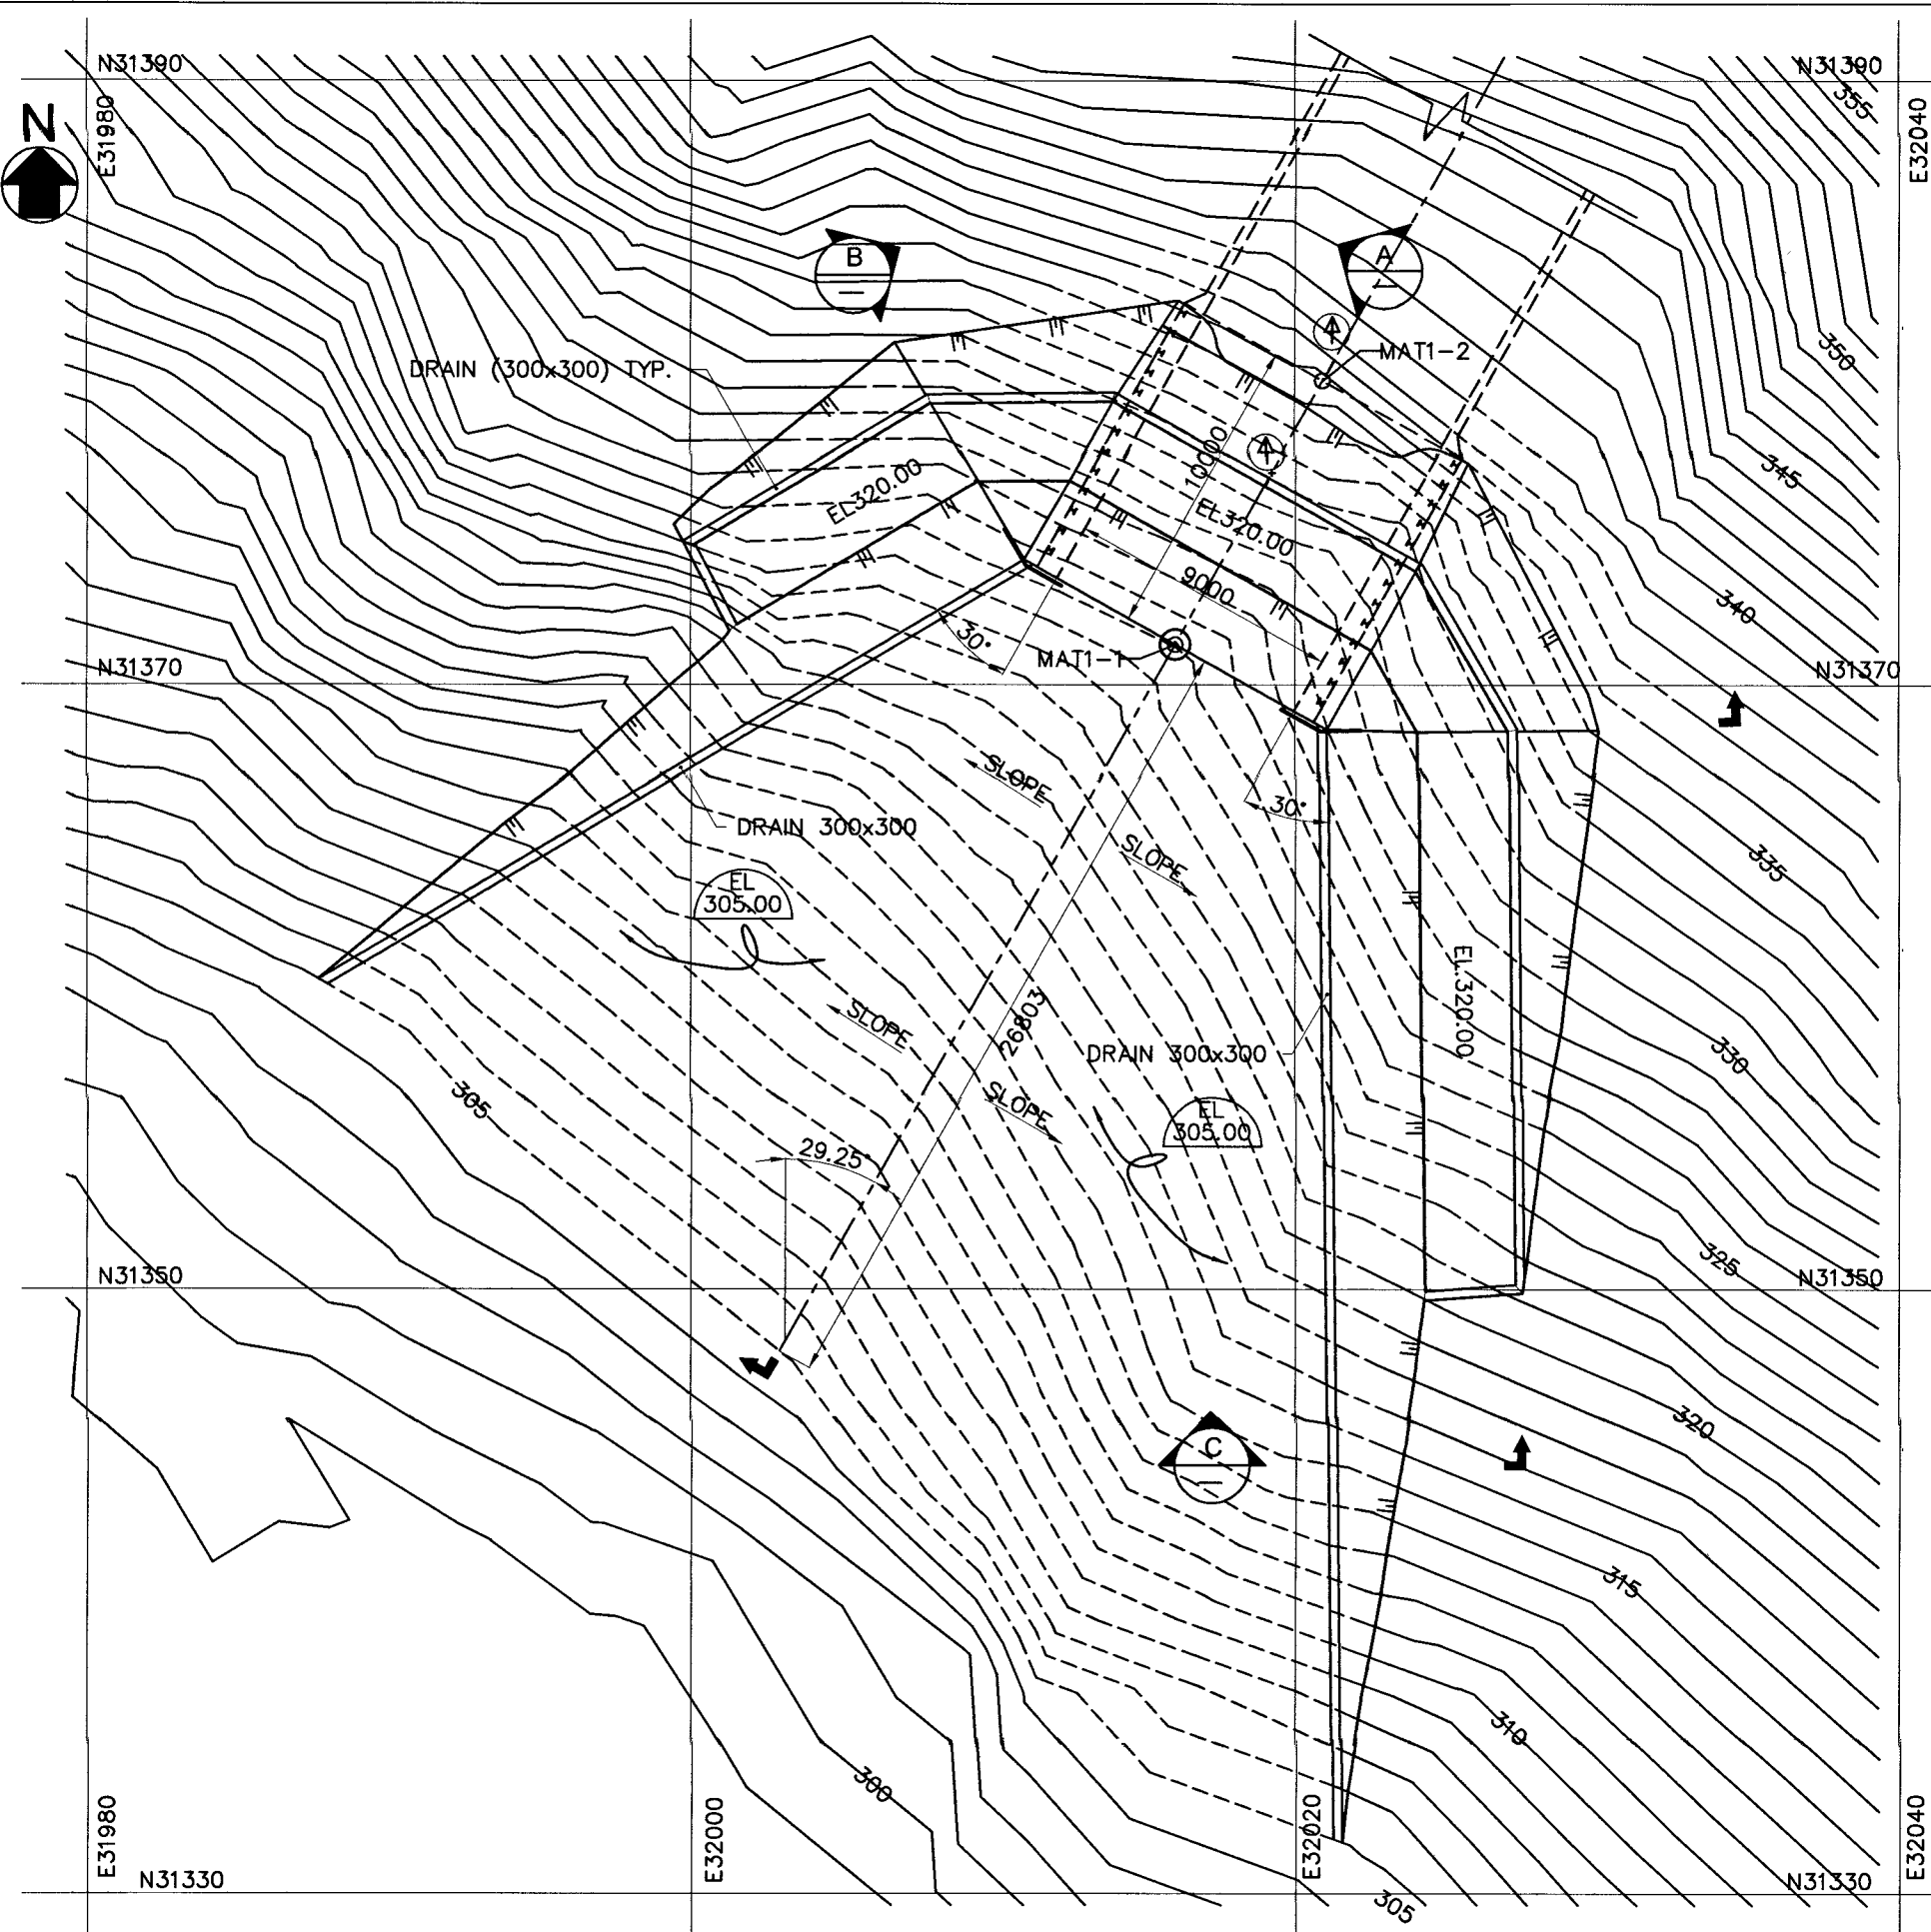 N31390
N31390
E31980
E32040
N
355
B
A
MAT1-2
350
DRAIN (300x300) TYP.
10000
EL320.00
EL320.00
345
9000
340
30°
MAT1-1
N31370
N31370
SLOPE
30°
DRAIN 300x300
SLOPE
335
EL
305.00
EL.320.00
SLOPE
26803
DRAIN 300x300
330
305
SLOPE
EL
305.00
29.25°
N31350
325
N31350
320
C
315
310
300
E31980
E32000
E32020
E32040
N31330
N31330
305